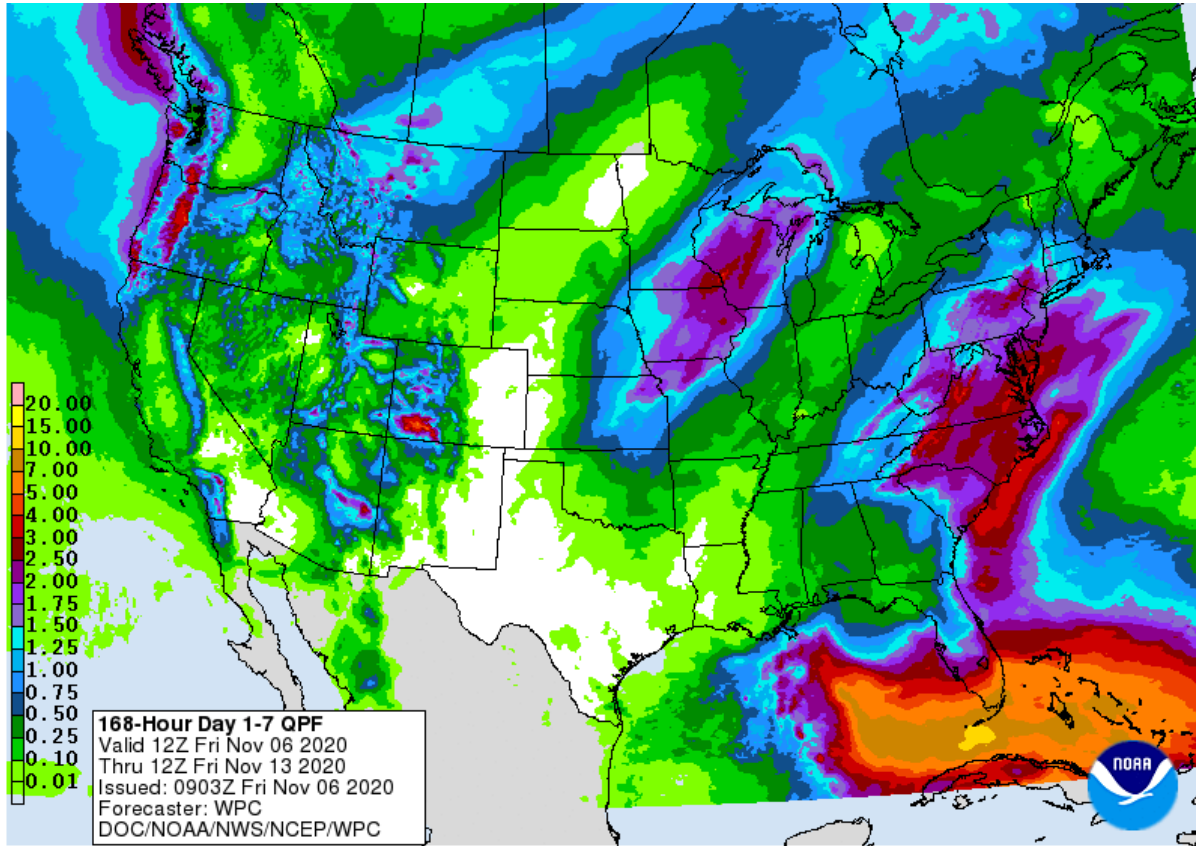 20.00
15.00
10.00
7.00
5.00
4.00
3.00
2.50
2.00
1.75
1.50
1.25
1.00
0.75
0.50
0.25
0.10
0.01
168-Hour Day 1-7 QPF
Valid 12Z Fri Nov 06 2020
Thru 12Z Fri Nov 13 2020
Issued: 0903Z Fri Nov 06 2020
Forecaster: WPC
DOC/NOAA/NWS/NCEP/WPC
NOAA